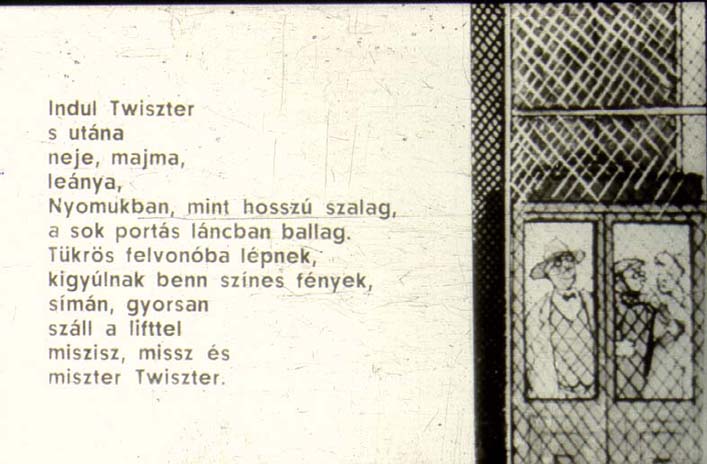 Indul Twiszter
s utána
neje, majma,
leánya,
Nyomukban, mint hosszú szalag,
a sok portás láncban ballag.
Tükrös felvonóba lépnek,
kigyúlnak benn színes fények,
símán, gyorsan
száll a lifttel
miszisz, missz és
miszter Twiszter.